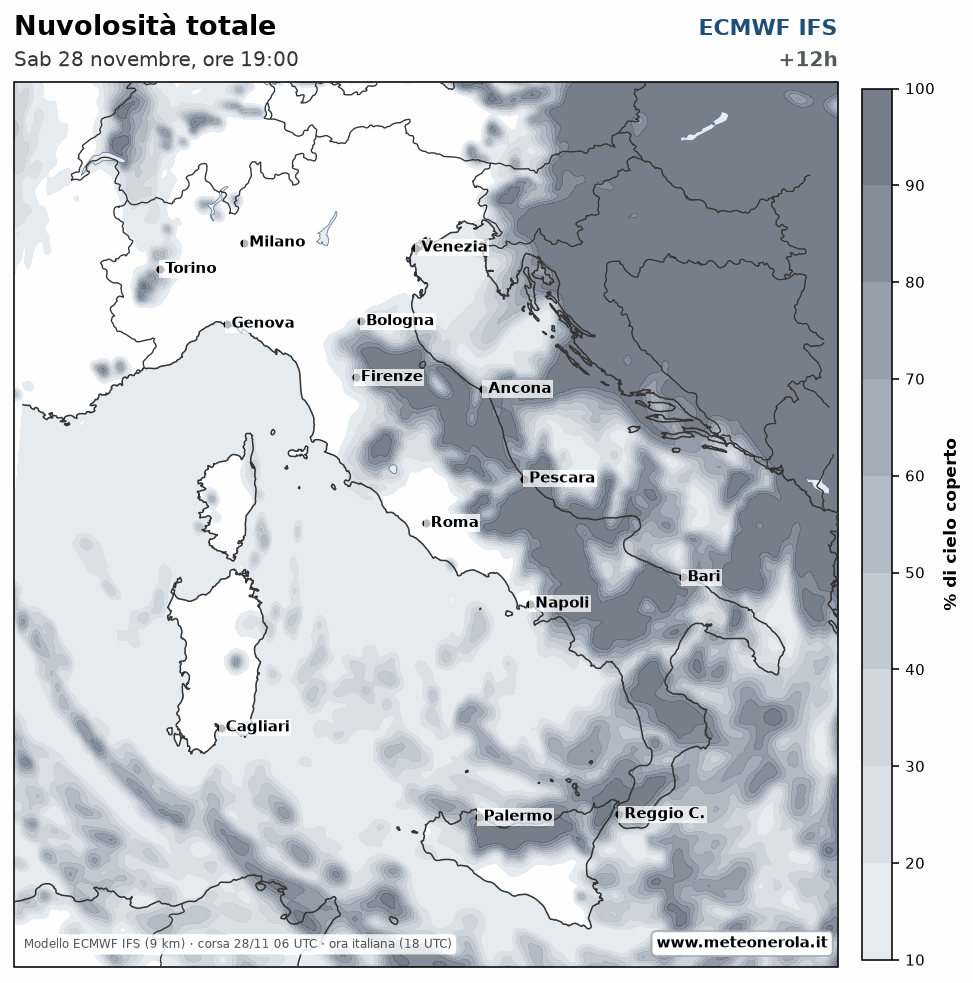 Nuvolosità totale
ECMWF IFS
Sab 28 novembre, ore 19:00
+12h
Milano
Venezia
Torino
Genova
Bologna
Firenze
Ancona
Pescara
Roma
Bari
Napoli
Cagliari
Palermo
Reggio C.
100
90
80
70
60
50
40
30
20
10
% di cielo coperto
Modello ECMWF IFS (9 km) · corsa 28/11 06 UTC · ora italiana (18 UTC)
www.meteonerola.it